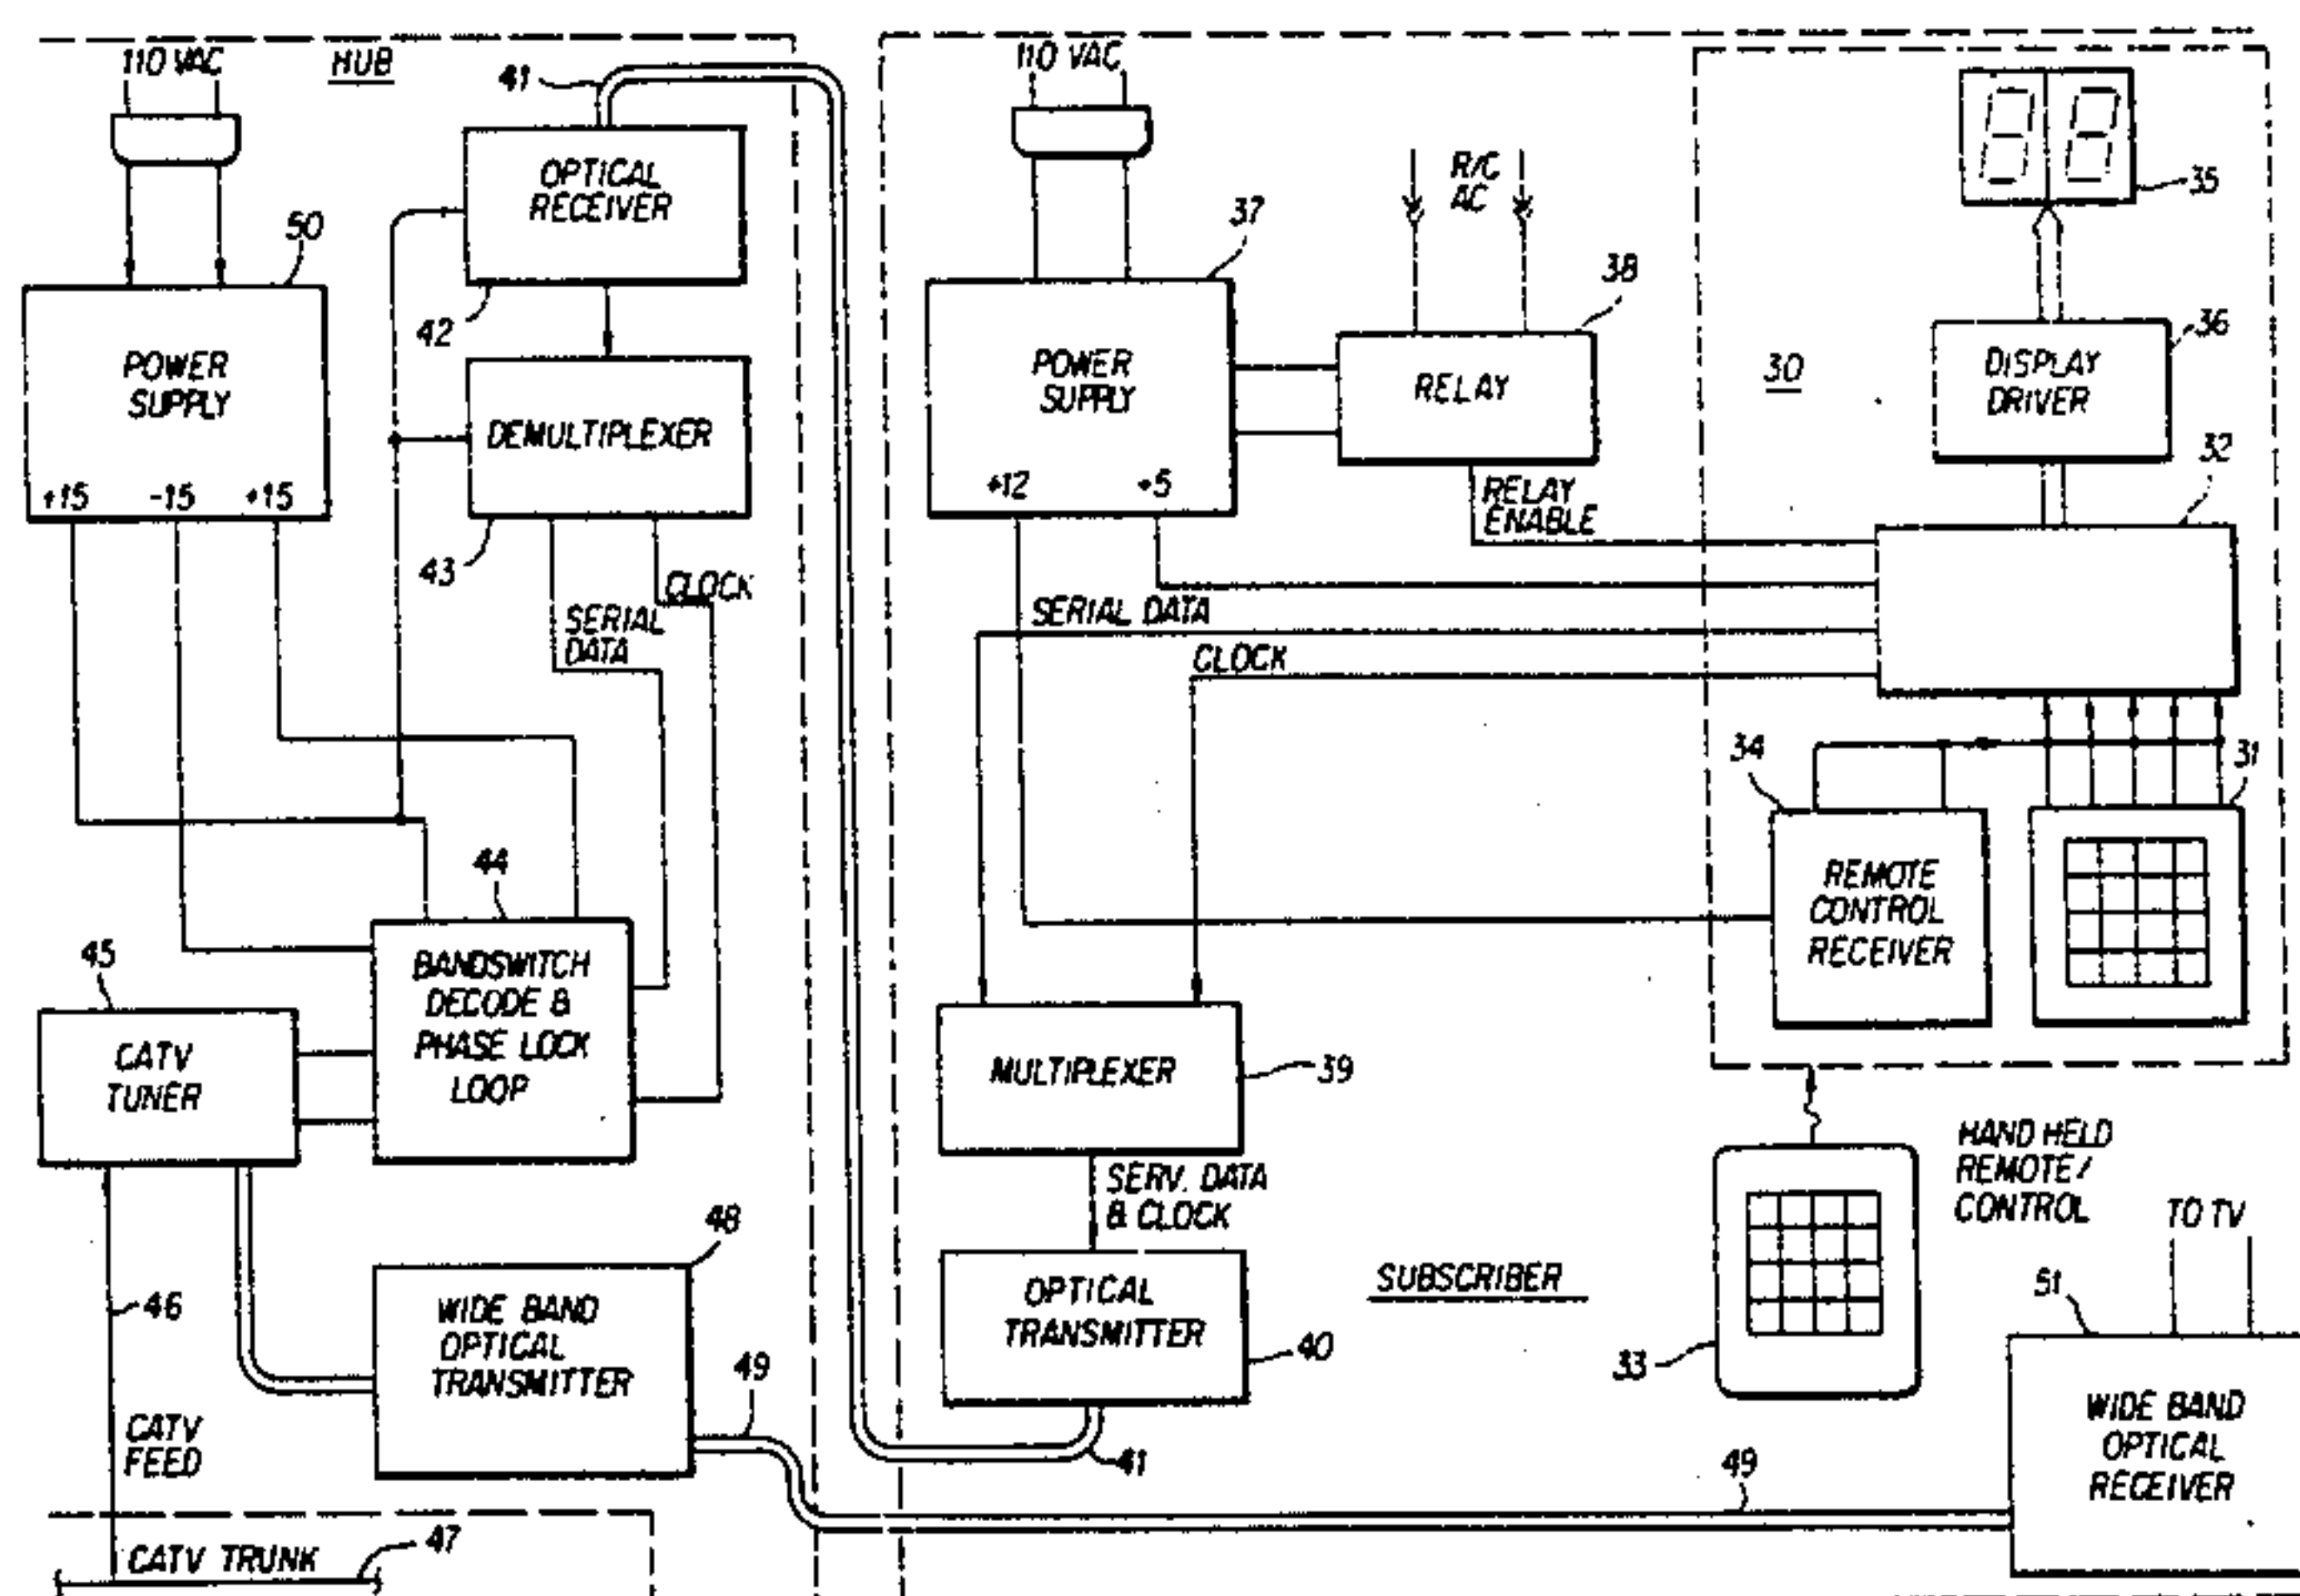 110 VAC
HUB
41
OPTICAL
RECEIVER
50
42
POWER
SUPPLY
+15 -15 +15
DEMULTIPLEXER
43
CLOCK
SERIAL
DATA
44
BANDSWITCH
DECODE &
PHASE LOCK
LOOP
45
CATV
TUNER
46
48
WIDE BAND
OPTICAL
TRANSMITTER
49
CATV
FEED
CATV TRUNK
47
110 VAC
R/C
AC
37
38
POWER
SUPPLY
+12 +5
RELAY
RELAY
ENABLE
SERIAL DATA
CLOCK
30
88
35
36
DISPLAY
DRIVER
32
34
31
REMOTE
CONTROL
RECEIVER
MULTIPLEXER
39
SERV. DATA
& CLOCK
OPTICAL
TRANSMITTER
40
41
SUBSCRIBER
HAND HELD
REMOTE/
CONTROL
33
TO TV
51
WIDE BAND
OPTICAL
RECEIVER
49